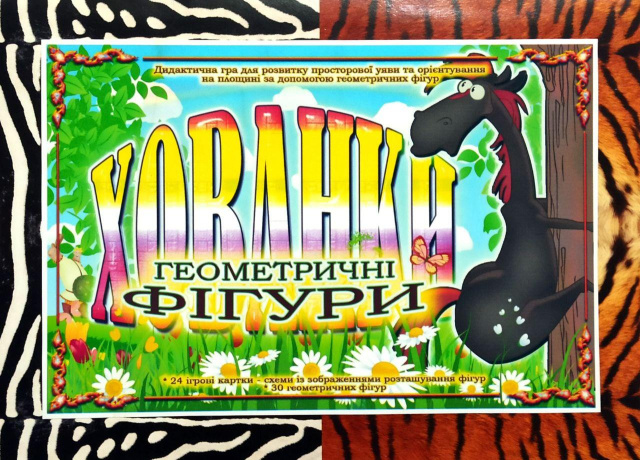 Дидактична гра для розвитку просторової уяви та орієнтування
на площині за допомогою геометричних фігур
ХОВАНКИ
ГЕОМЕТРИЧНІ
ФІГУРИ
* 24 ігрові картки - схеми із зображеннями розташування фігур
* 30 геометричних фігур